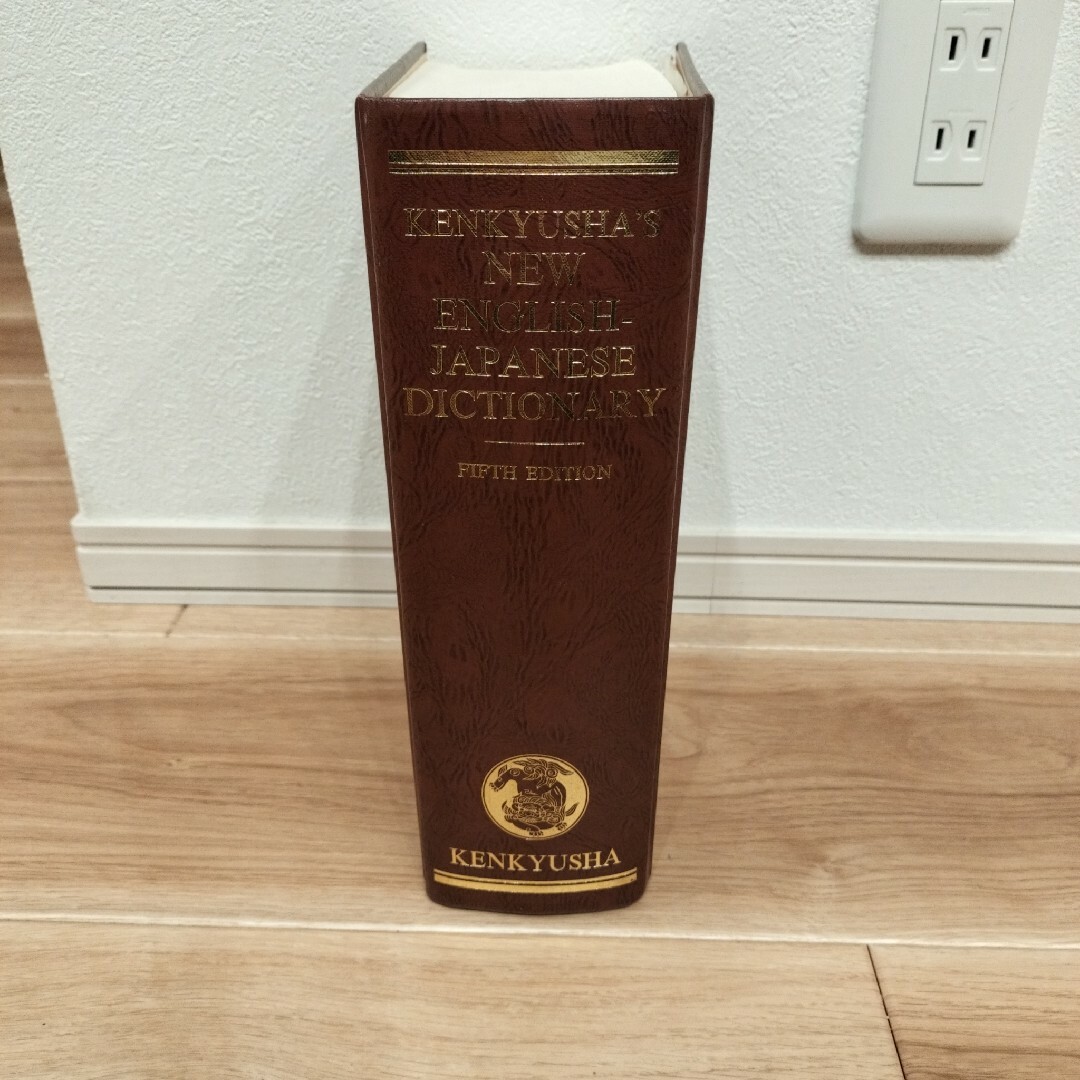 KENKYUSHA'S
NEW
ENGLISH-
JAPANESE
DICTIONARY
FIFTH EDITION
KENKYUSHA